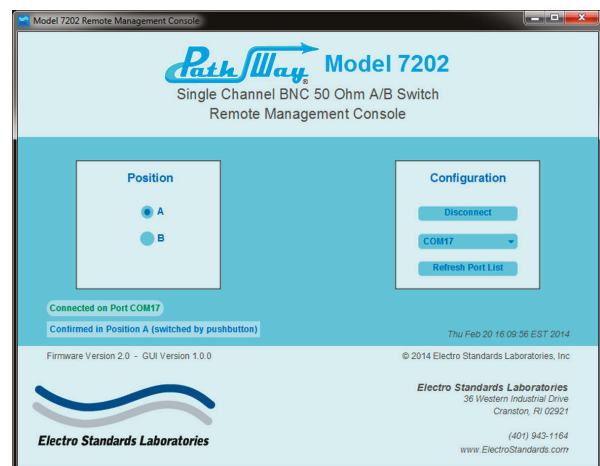 Model 7202 Remote Management Console
PathWay® Model 7202
Single Channel BNC 50 Ohm A/B Switch
Remote Management Console
Position
A
B
Configuration
Disconnect
COM17
Refresh Port List
Connected on Port COM17
Confirmed in Position A (switched by pushbutton)
Thu Feb 20 16:09:56 EST 2014
Firmware Version 2.0 - GUI Version 1.0.0
© 2014 Electro Standards Laboratories, Inc
Electro Standards Laboratories
Electro Standards Laboratories
36 Western Industrial Drive
Cranston, RI 02921
(401) 943-1164
www.ElectroStandards.com